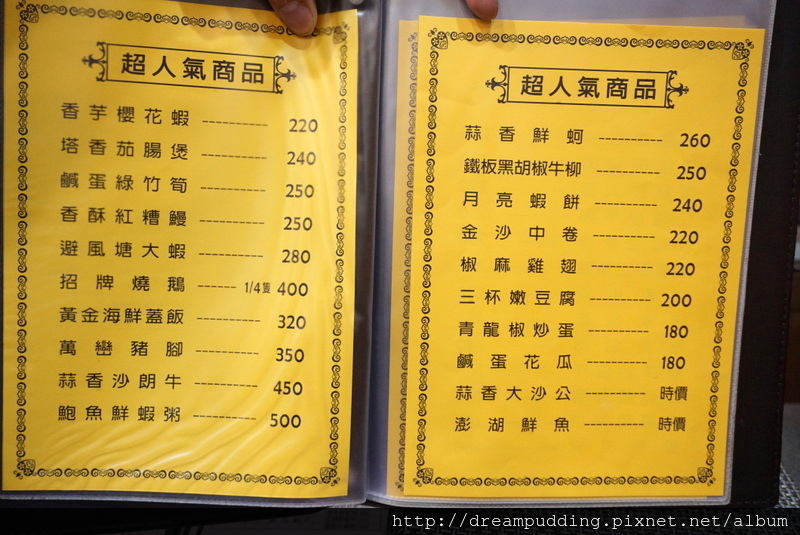 超人氣商品
香芋櫻花蝦 ---------- 220
塔香茄腸煲 ---------- 240
鹹蛋綠竹筍 ---------- 250
香酥紅糟鰻 ---------- 250
避風塘大蝦 ---------- 280
招牌燒鵝 ------ 1/4隻 400
黃金海鮮蓋飯 ---------- 320
萬巒豬腳 ---------- 350
蒜香沙朗牛 ---------- 450
鮑魚鮮蝦粥 ---------- 500
超人氣商品
蒜香鮮蚵 ---------- 260
鐵板黑胡椒牛柳 ---------- 250
月亮蝦餅 ---------- 240
金沙中卷 ---------- 220
椒麻雞翅 ---------- 220
三杯嫩豆腐 ---------- 200
青龍椒炒蛋 ---------- 180
鹹蛋花瓜 ---------- 180
蒜香大沙公 ---------- 時價
澎湖鮮魚 ---------- 時價
http://dreampudding.pixnet.net/album